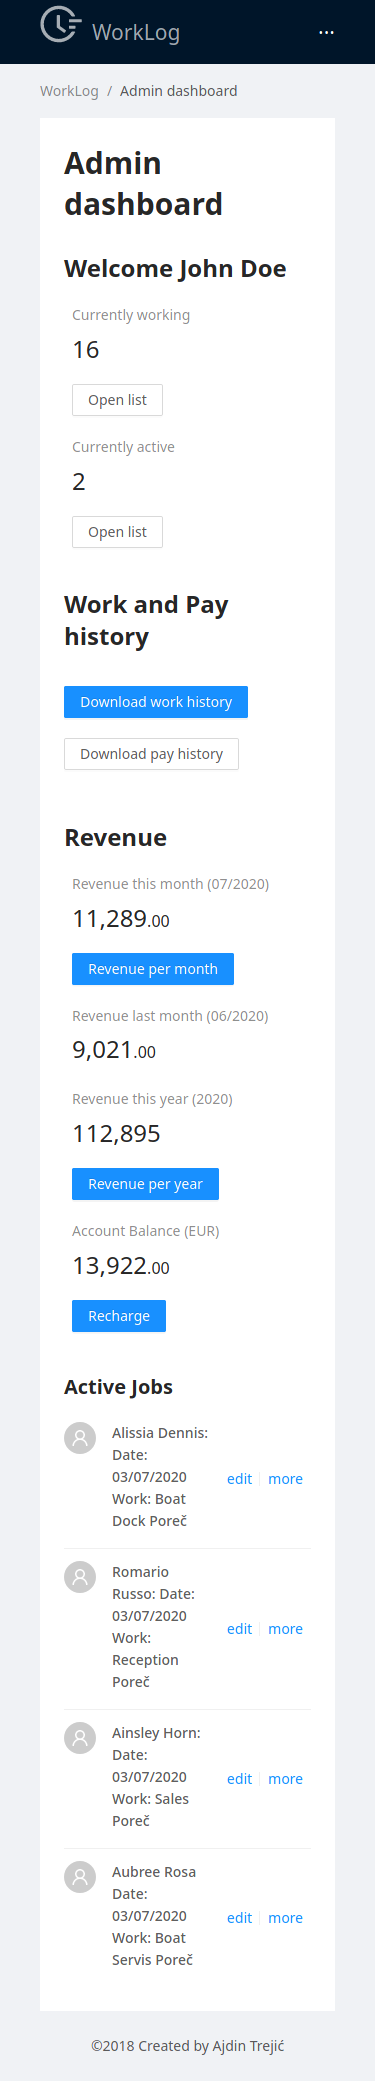 WorkLog
WorkLog / Admin dashboard
Admin
dashboard
Welcome John Doe
Currently working
16
Open list
Currently active
2
Open list
Work and Pay
history
Download work history
Download pay history
Revenue
Revenue this month (07/2020)
11,289.00
Revenue per month
Revenue last month (06/2020)
9,021.00
Revenue this year (2020)
112,895
Revenue per year
Account Balance (EUR)
13,922.00
Recharge
Active Jobs
Alissia Dennis:
Date:
03/07/2020
Work: Boat
Dock Poreč
edit more
Romario
Russo: Date:
03/07/2020
Work:
Reception
Poreč
edit more
Ainsley Horn:
Date:
03/07/2020
Work: Sales
Poreč
edit more
Aubree Rosa
Date:
03/07/2020
Work: Boat
Servis Poreč
edit more
©2018 Created by Ajdin Trejić